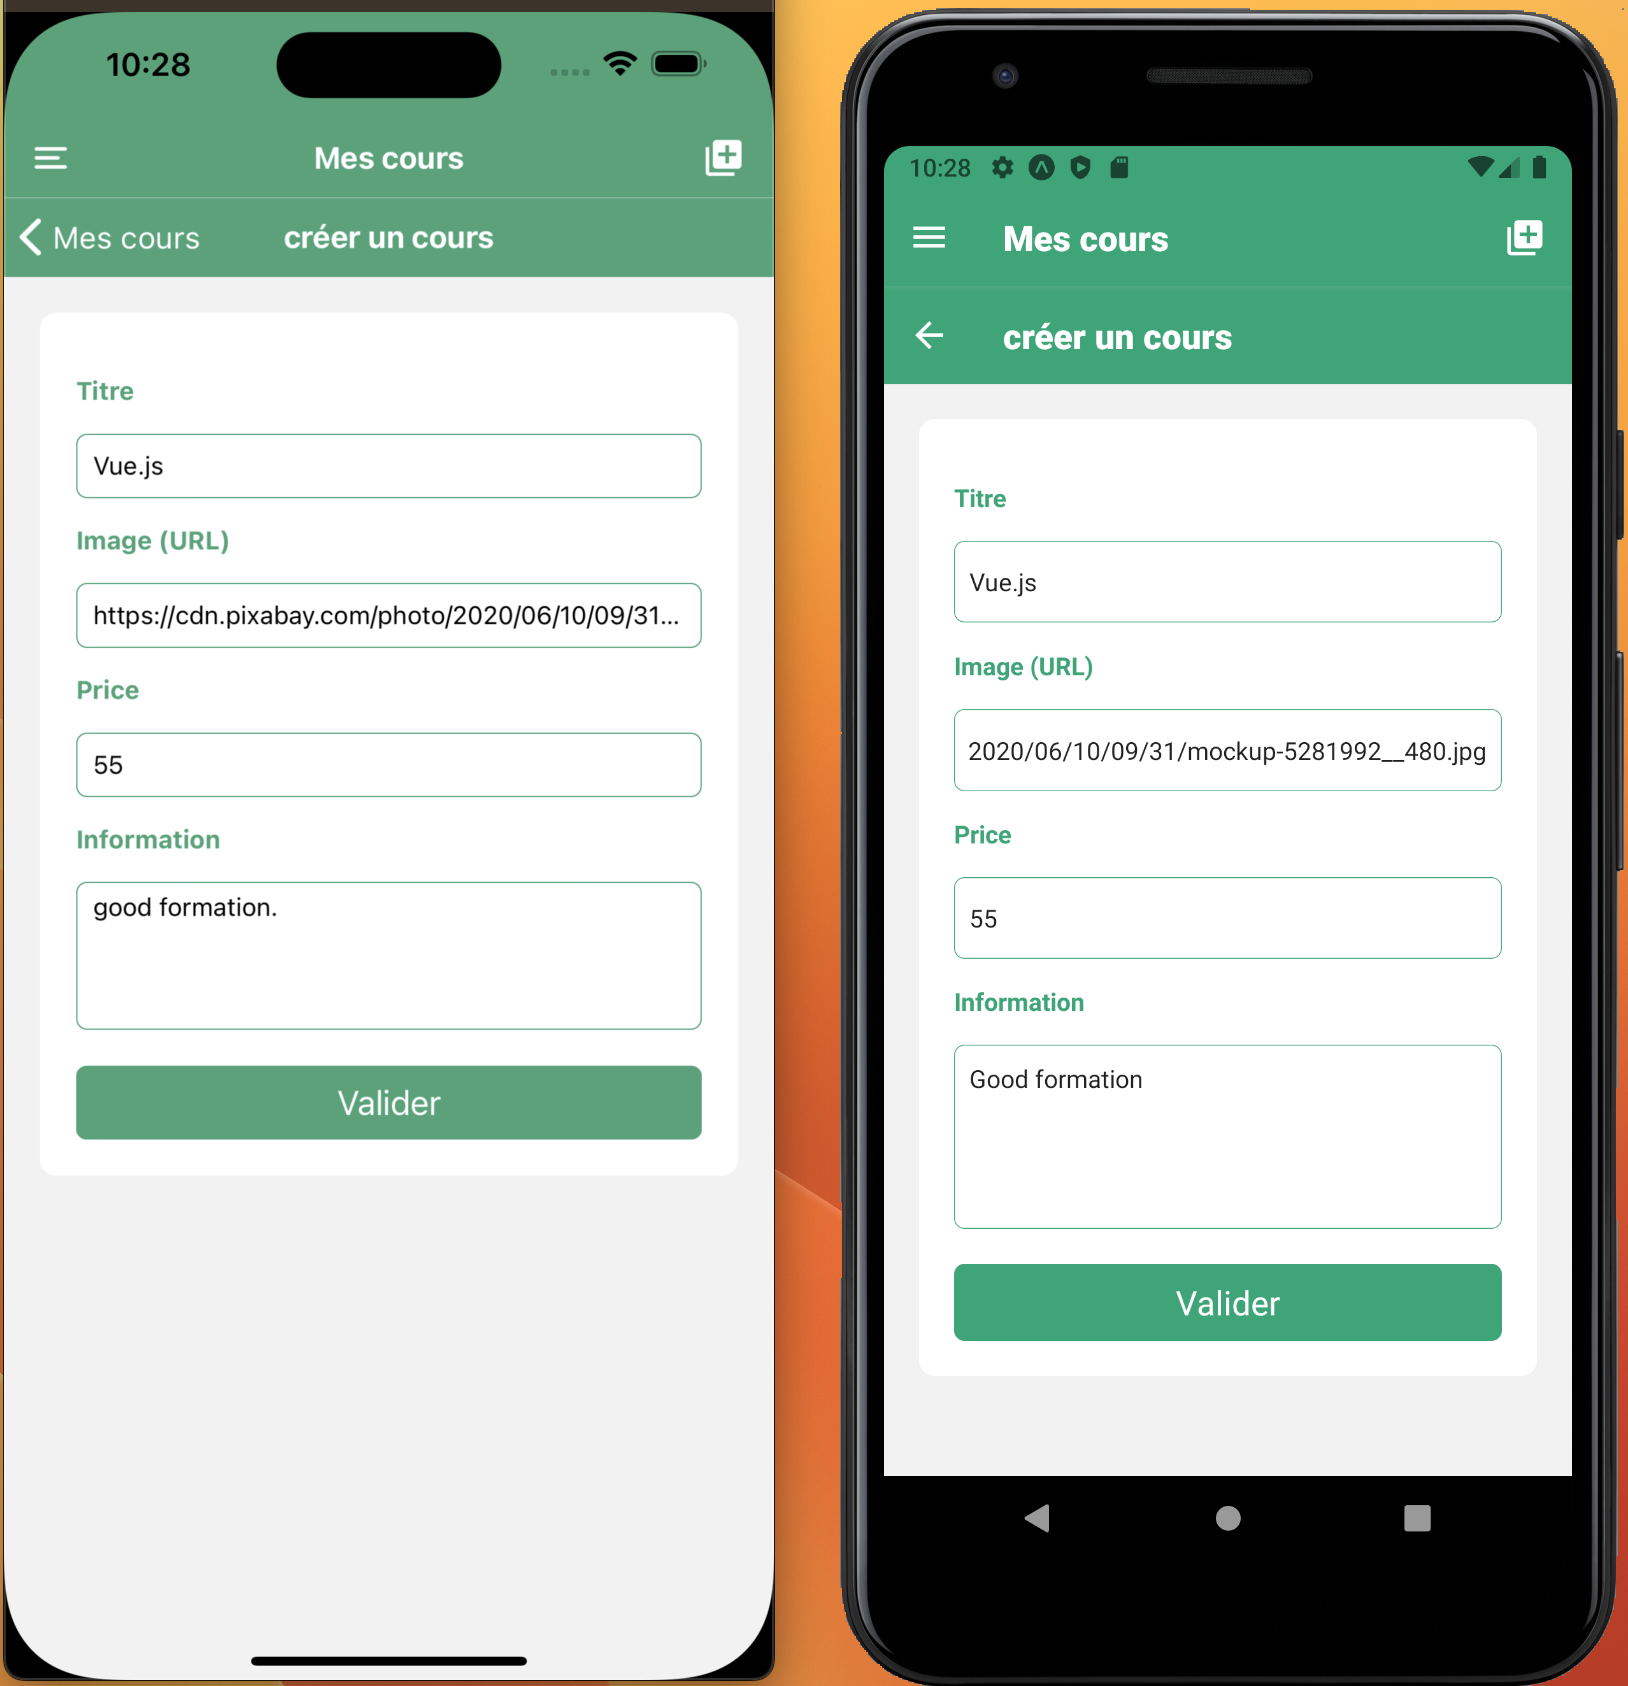 10:28
Mes cours
Mes cours
créer un cours
Titre
Vue.js
Image (URL)
https://cdn.pixabay.com/photo/2020/06/10/09/31...
Price
55
Information
good formation.
Valider
10:28
Mes cours
créer un cours
Titre
Vue.js
Image (URL)
2020/06/10/09/31/mockup-5281992__480.jpg
Price
55
Information
Good formation
Valider